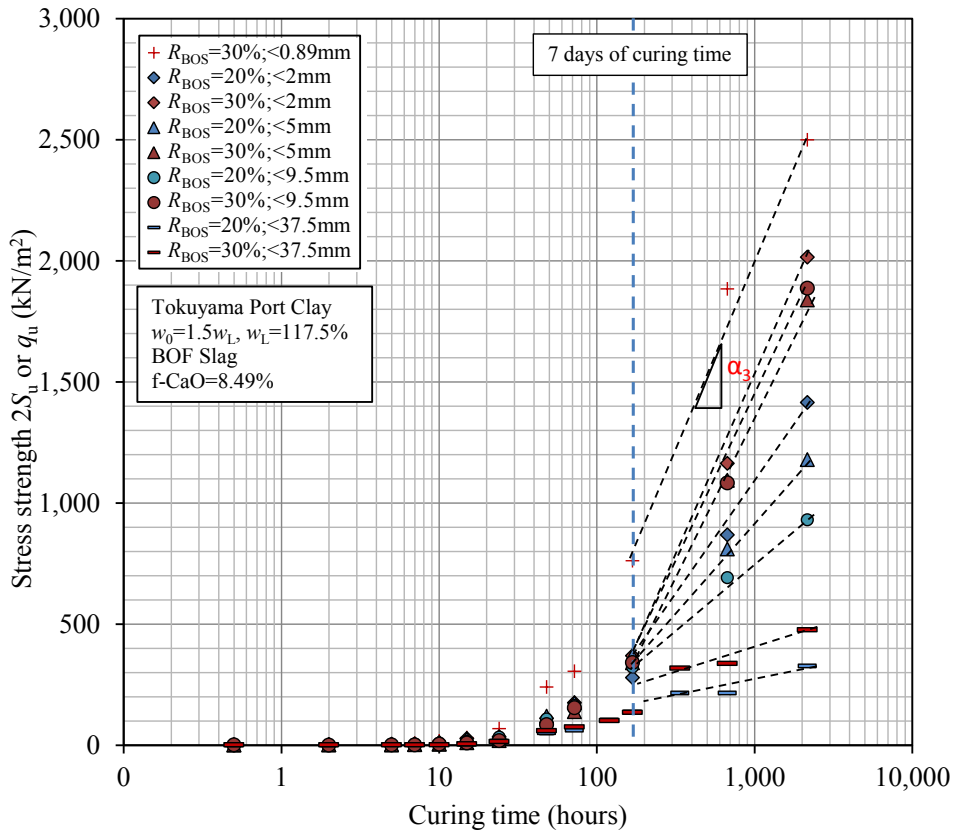 3,000
2,500
2,000
1,500
1,000
500
0
Stress strength 2Su or qu (kN/m²)
RBOS=30%;<0.89mm
RBOS=20%;<2mm
RBOS=30%;<2mm
RBOS=20%;<5mm
RBOS=30%;<5mm
RBOS=20%;<9.5mm
RBOS=30%;<9.5mm
RBOS=20%;<37.5mm
RBOS=30%;<37.5mm
7 days of curing time
Tokuyama Port Clay
w0=1.5wL, wL=117.5%
BOF Slag
f-CaO=8.49%
α3
0 1 10 100 1,000 10,000
Curing time (hours)